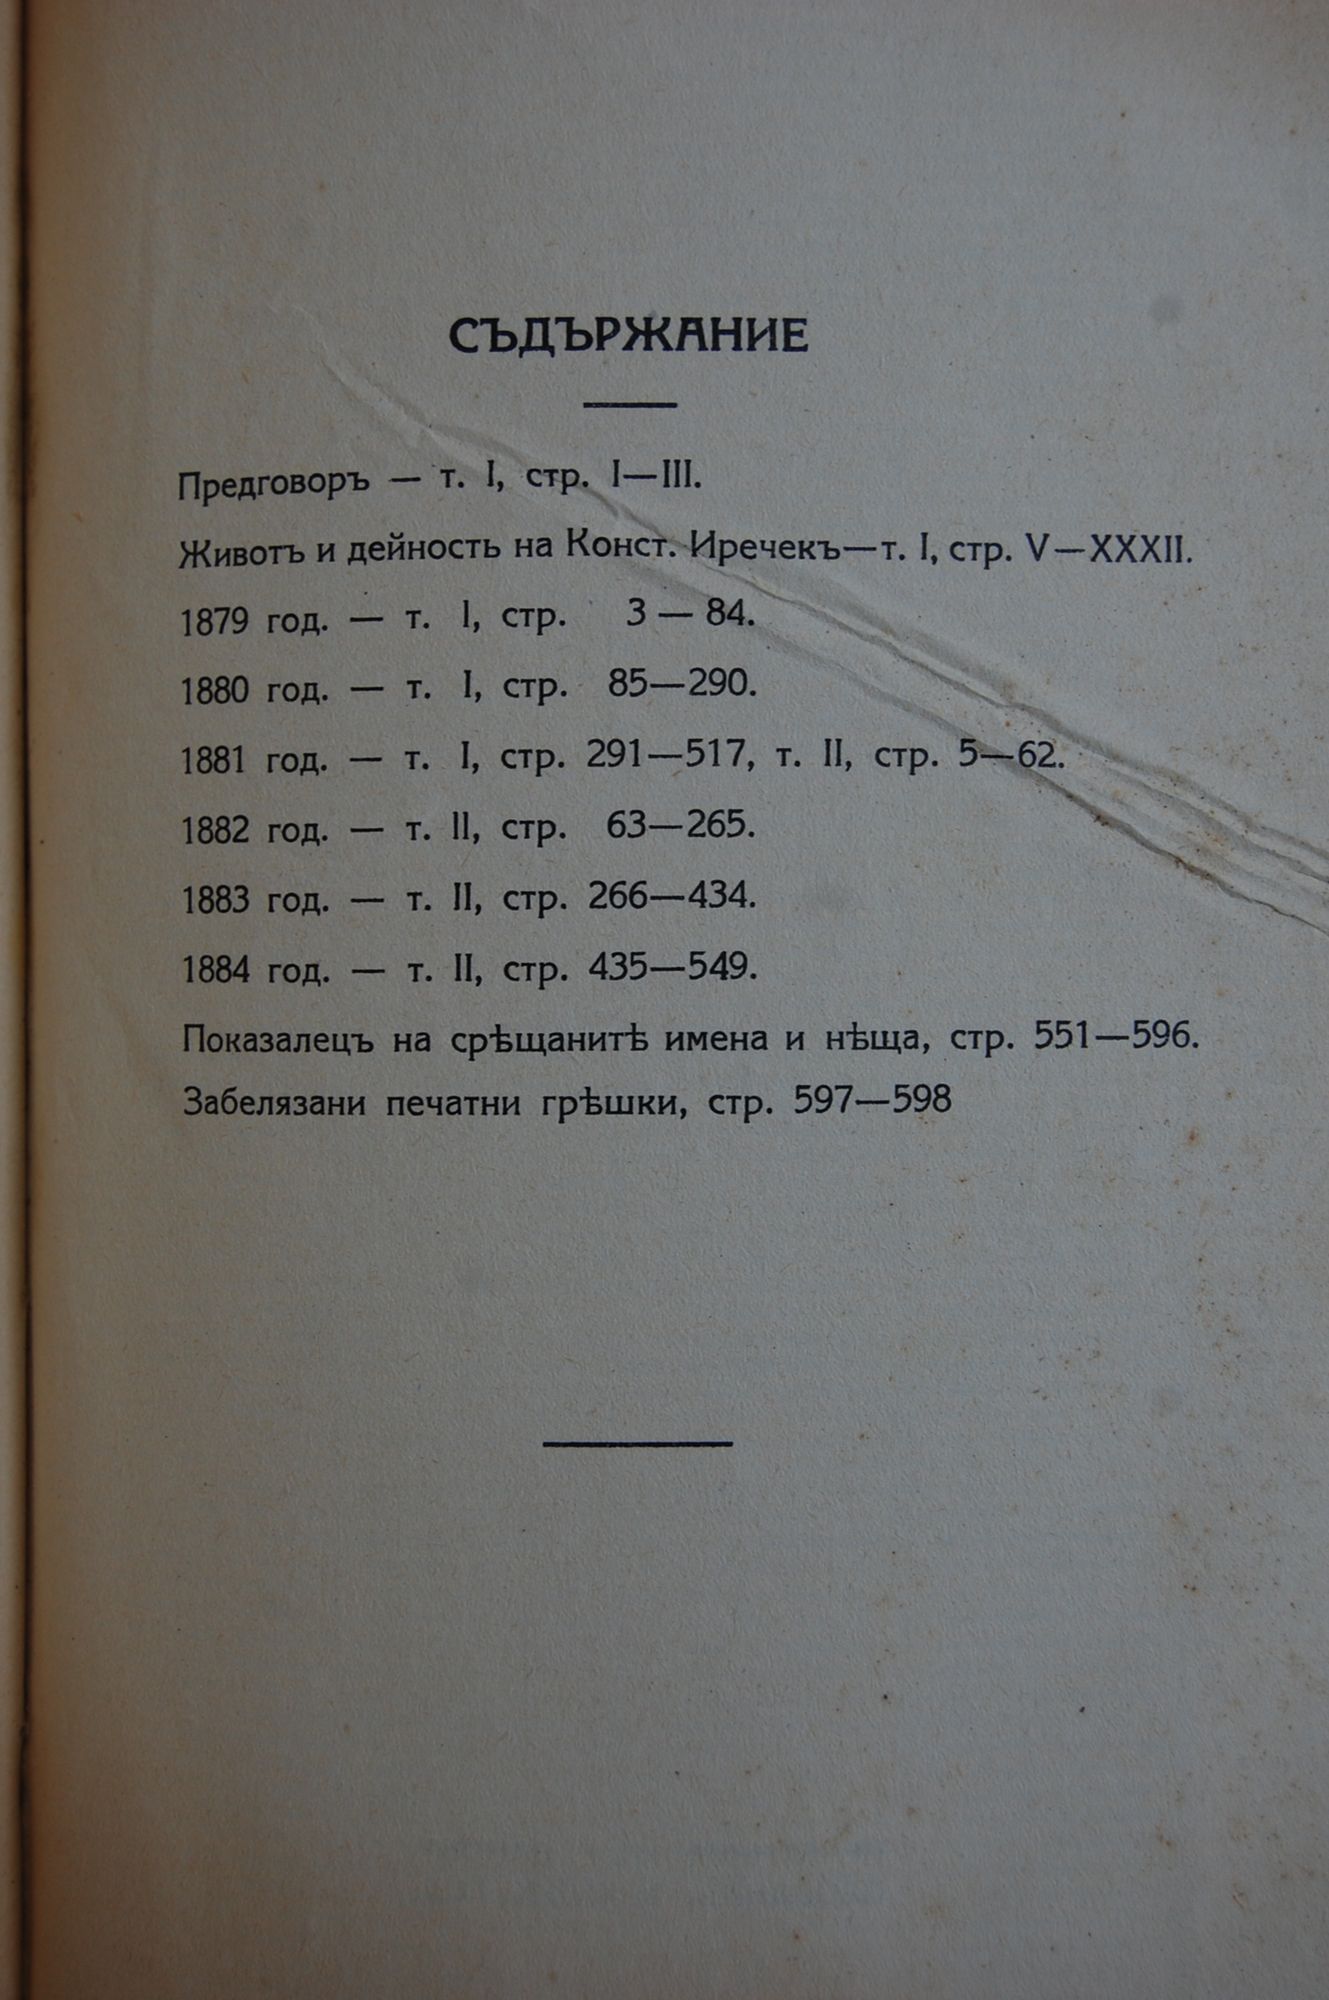 СЪДЪРЖАНИЕ
Предговоръ — т. I, стр. I—III.
Животъ и дейность на Конст. Иречекъ—т. I, стр. V—XXXII.
1879 год. — т. I, стр. 3 — 84.
1880 год. — т. I, стр. 85—290.
1881 год. — т. I, стр. 291—517, т. II, стр. 5—62.
1882 год. — т. II, стр. 63—265.
1883 год. — т. II, стр. 266—434.
1884 год. — т. II, стр. 435—549.
Показалецъ на срѣщанитѣ имена и нѣща, стр. 551—596.
Забелязани печатни грѣшки, стр. 597—598